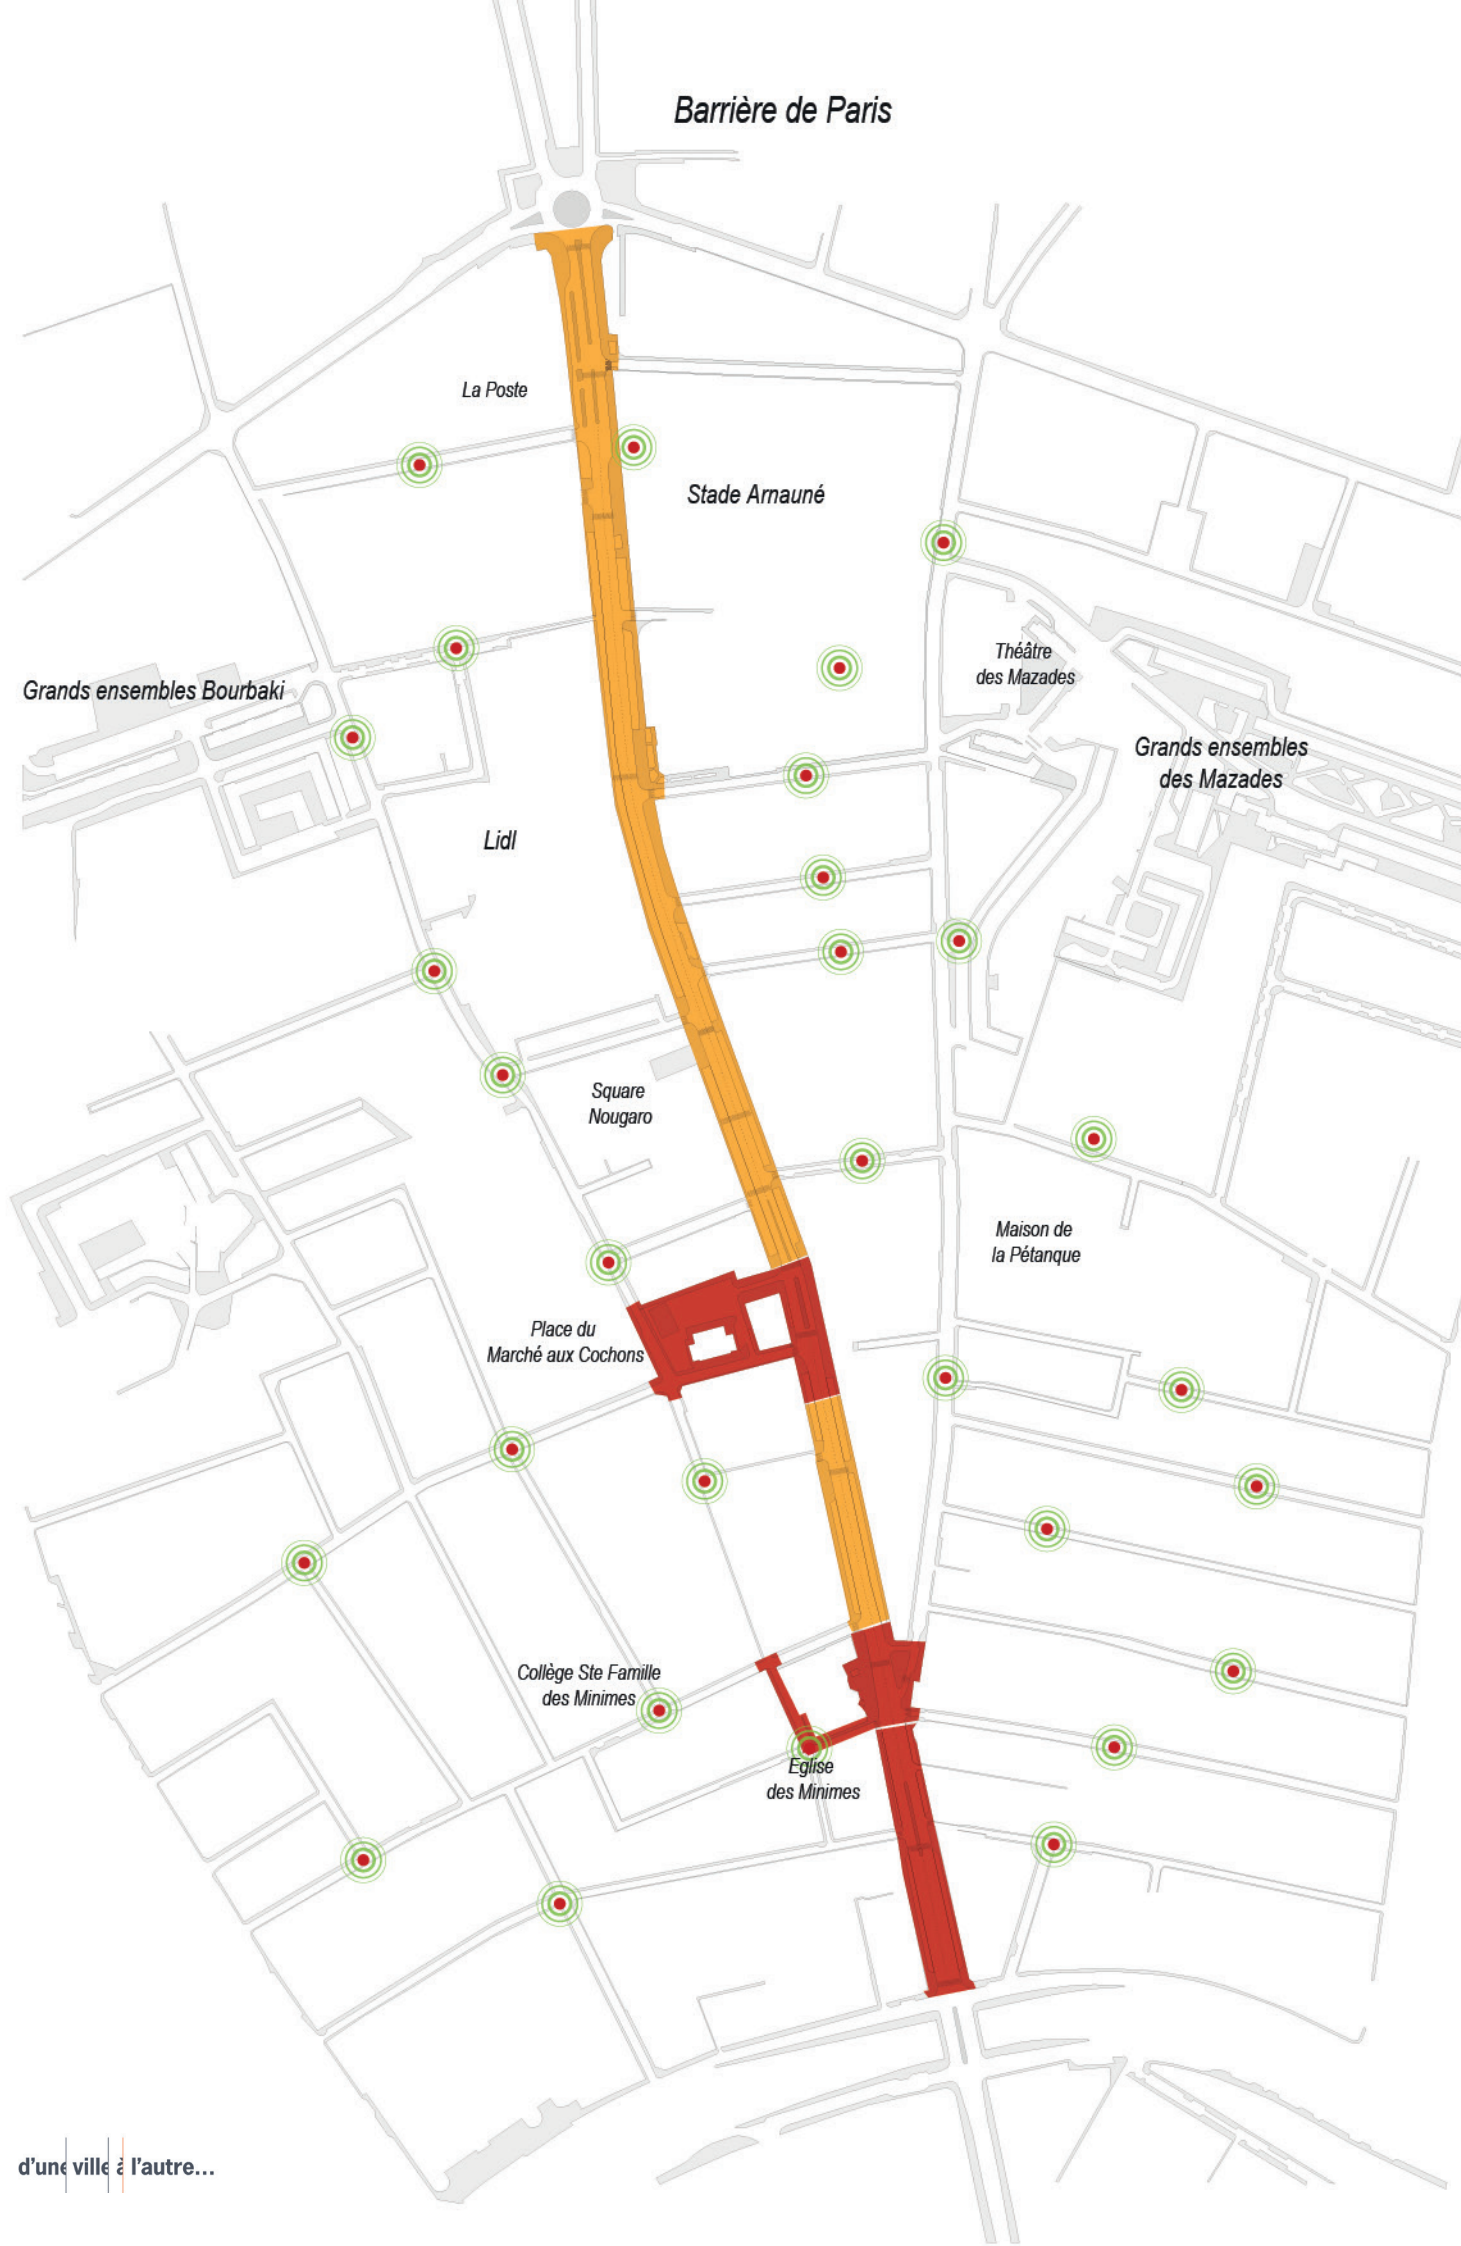 Barrière de Paris
La Poste
Stade Arnauné
Théâtre
des Mazades
Grands ensembles Bourbaki
Grands ensembles
des Mazades
Lidl
Square
Nougaro
Maison de
la Pétanque
Place du
Marché aux Cochons
Collège Ste Famille
des Minimes
Eglise
des Minimes
d'une ville à l'autre...